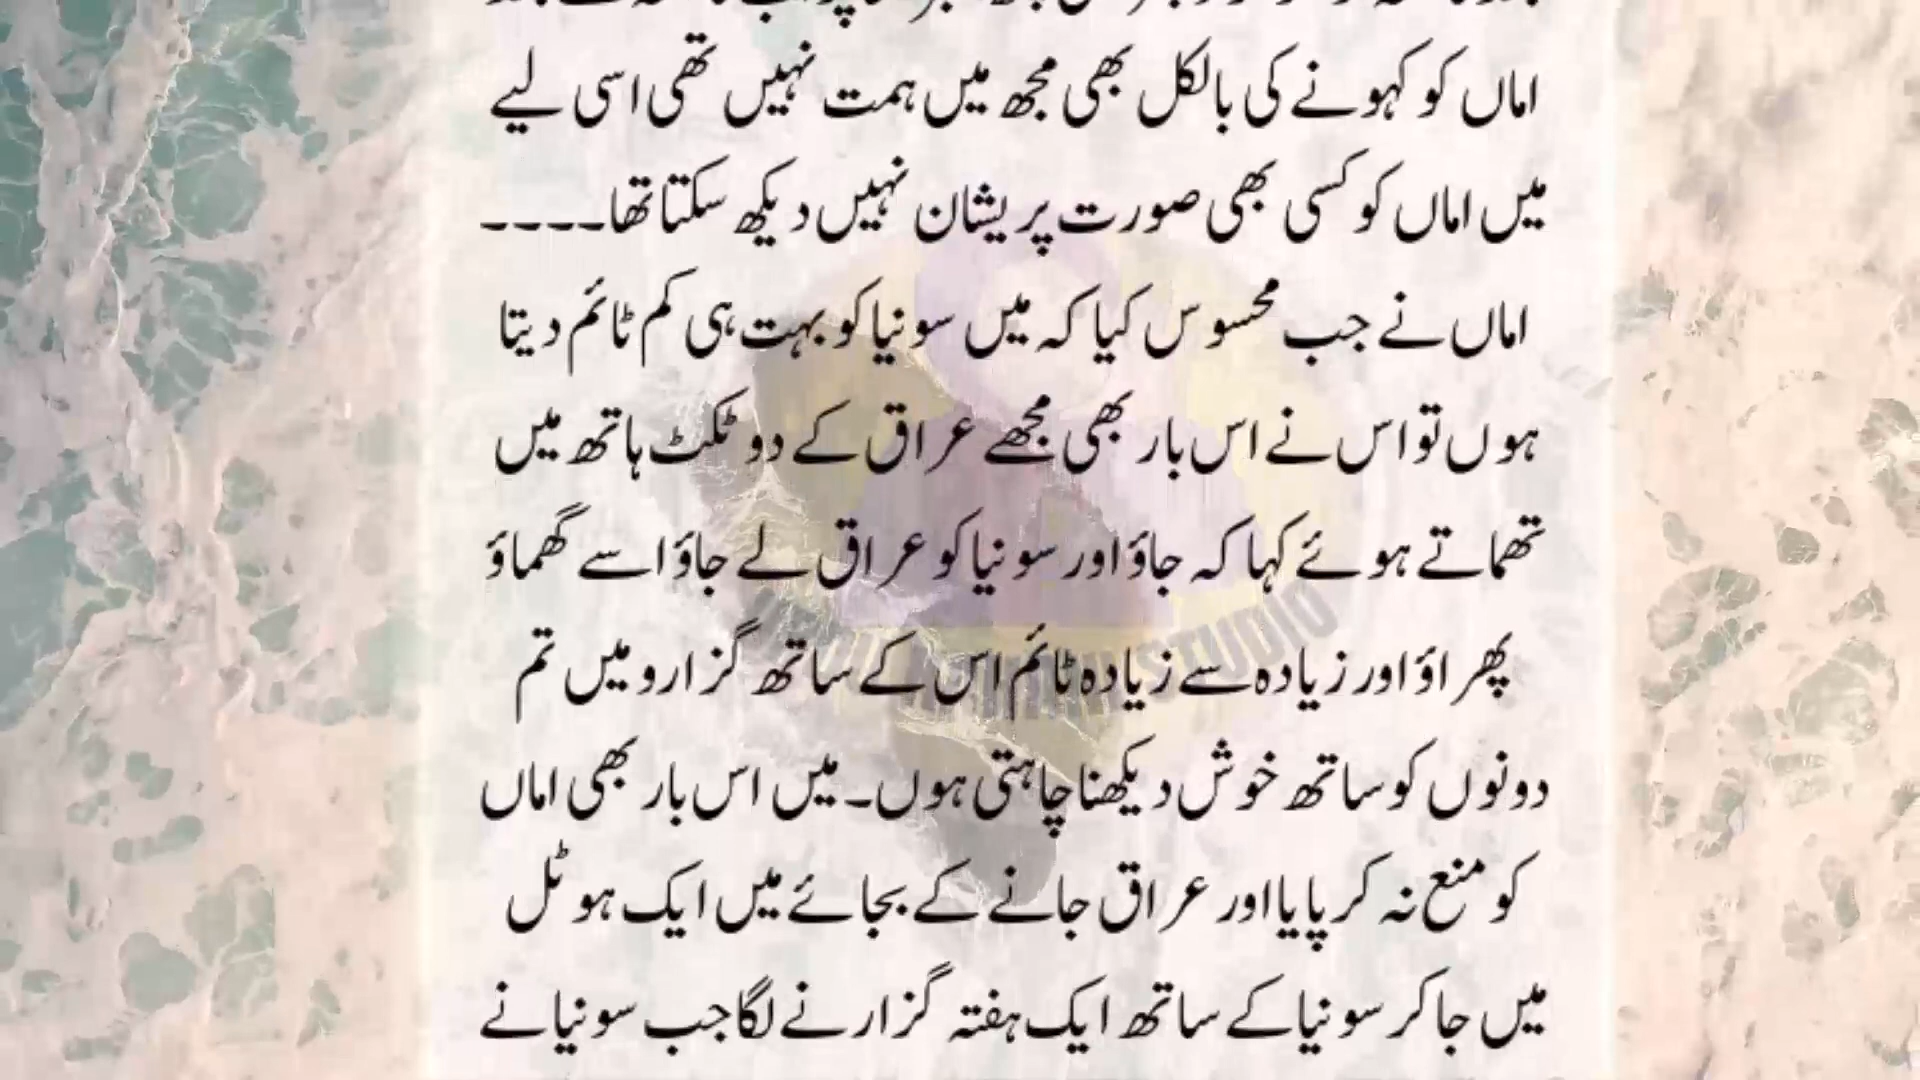 اماں کو کہونے کی بالکل بھی مجھ میں ہمت نہیں تھی اسی لیے
میں اماں کو کسی بھی صورت پریشان نہیں دیکھ سکتا تھا۔۔۔۔
اماں نے جب محسوس کیا کہ میں سونیا کو بہت ہی کم ٹائم دیتا
ہوں تو اس نے اس بار بھی مجھے عراق کے دو ٹکٹ ہاتھ میں
تھماتے ہوئے کہا کہ جاؤ اور سونیا کو عراق لے جاؤ اسے گھماؤ
پھراؤ اور زیادہ سے زیادہ ٹائم اس کے ساتھ گزارو میں تم
دونوں کو ساتھ خوش دیکھنا چاہتی ہوں۔ میں اس بار بھی اماں
کو منع نہ کر پایا اور عراق جانے کے بجائے میں ایک ہوٹل
میں جا کر سونیا کے ساتھ ایک ہفتہ گزارنے لگا جب سونیا نے
STUDIO